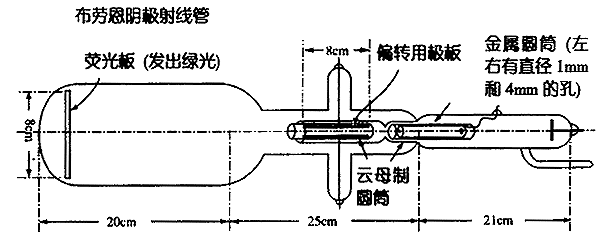 布劳恩阴极射线管
荧光板 (发出绿光)
8cm
8cm
偏转用极板
金属圆筒 (左
右有直径 1mm
和 4mm 的孔)
云母制
圆筒
20cm
25cm
21cm